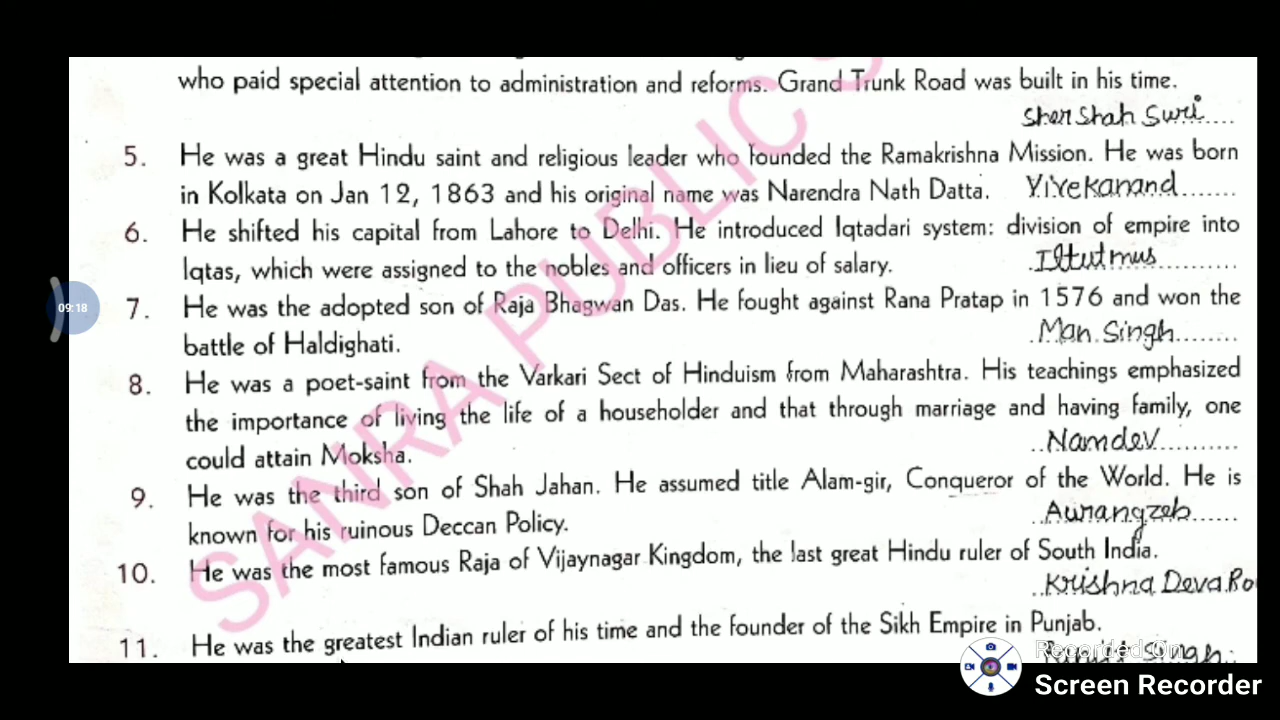 who paid special attention to administration and reforms. Grand Trunk Road was built in his time.
Sher Shah Suri
5. He was a great Hindu saint and religious leader who founded the Ramakrishna Mission. He was born
in Kolkata on Jan 12, 1863 and his original name was Narendra Nath Datta. Vivekanand
6. He shifted his capital from Lahore to Delhi. He introduced Iqtadari system: division of empire into
Iqtas, which were assigned to the nobles and officers in lieu of salary. Iltutmus
7. He was the adopted son of Raja Bhagwan Das. He fought against Rana Pratap in 1576 and won the
battle of Haldighati. Man Singh
09:18
8. He was a poet-saint from the Varkari Sect of Hinduism from Maharashtra. His teachings emphasized
the importance of living the life of a householder and that through marriage and having family, one
could attain Moksha. Namdev
9. He was the third son of Shah Jahan. He assumed title Alam-gir, Conqueror of the World. He is
known for his ruinous Deccan Policy. Aurangzeb
10. He was the most famous Raja of Vijaynagar Kingdom, the last great Hindu ruler of South India.
Krishna Deva
11. He was the greatest Indian ruler of his time and the founder of the Sikh Empire in Punjab.
Singh
SANRA PUBLIC S
Recorded On
Screen Recorder